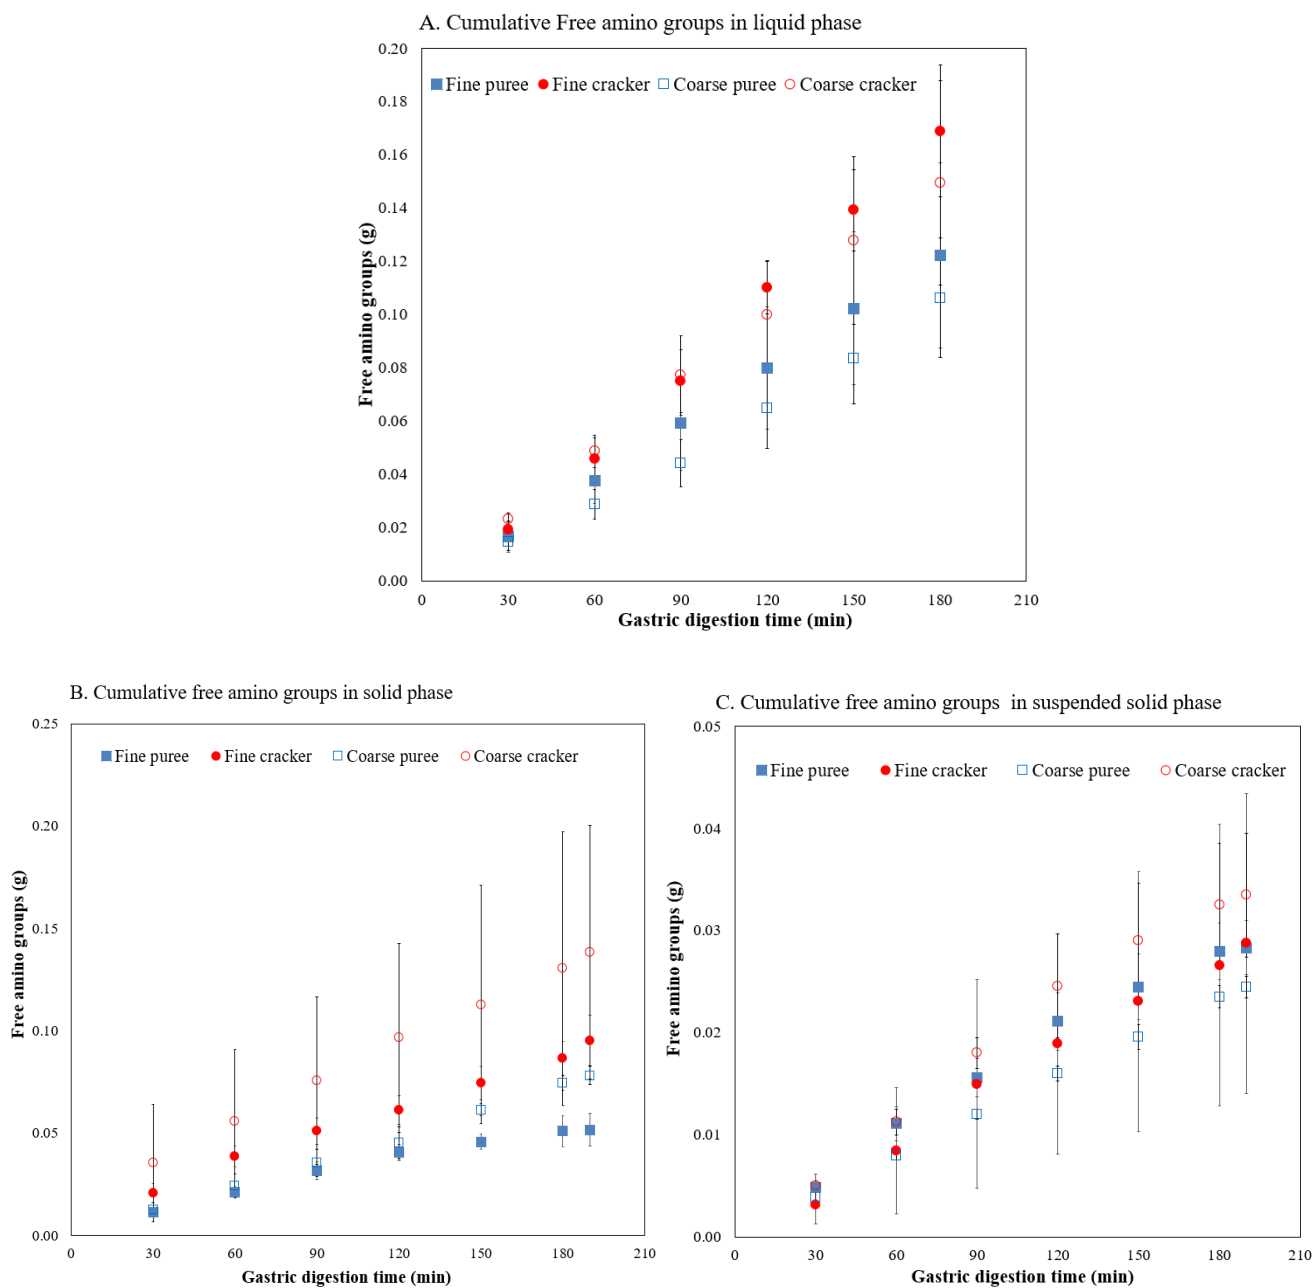 A. Cumulative Free amino groups in liquid phase
0.20
Fine puree Fine cracker Coarse puree Coarse cracker
0.18
0.16
0.14
0.12
0.10
0.08
0.06
0.04
0.02
0.00
Free amino groups (g)
0 30 60 90 120 150 180 210
Gastric digestion time (min)
B. Cumulative free amino groups in solid phase
0.25
Fine puree Fine cracker Coarse puree Coarse cracker
0.20
0.15
0.10
0.05
0.00
Free amino groups (g)
0 30 60 90 120 150 180 210
Gastric digestion time (min)
C. Cumulative free amino groups in suspended solid phase
0.05
Fine puree Fine cracker Coarse puree Coarse cracker
0.04
0.03
0.02
0.01
0.00
Free amino groups (g)
0 30 60 90 120 150 180 210
Gastric digestion time (min)